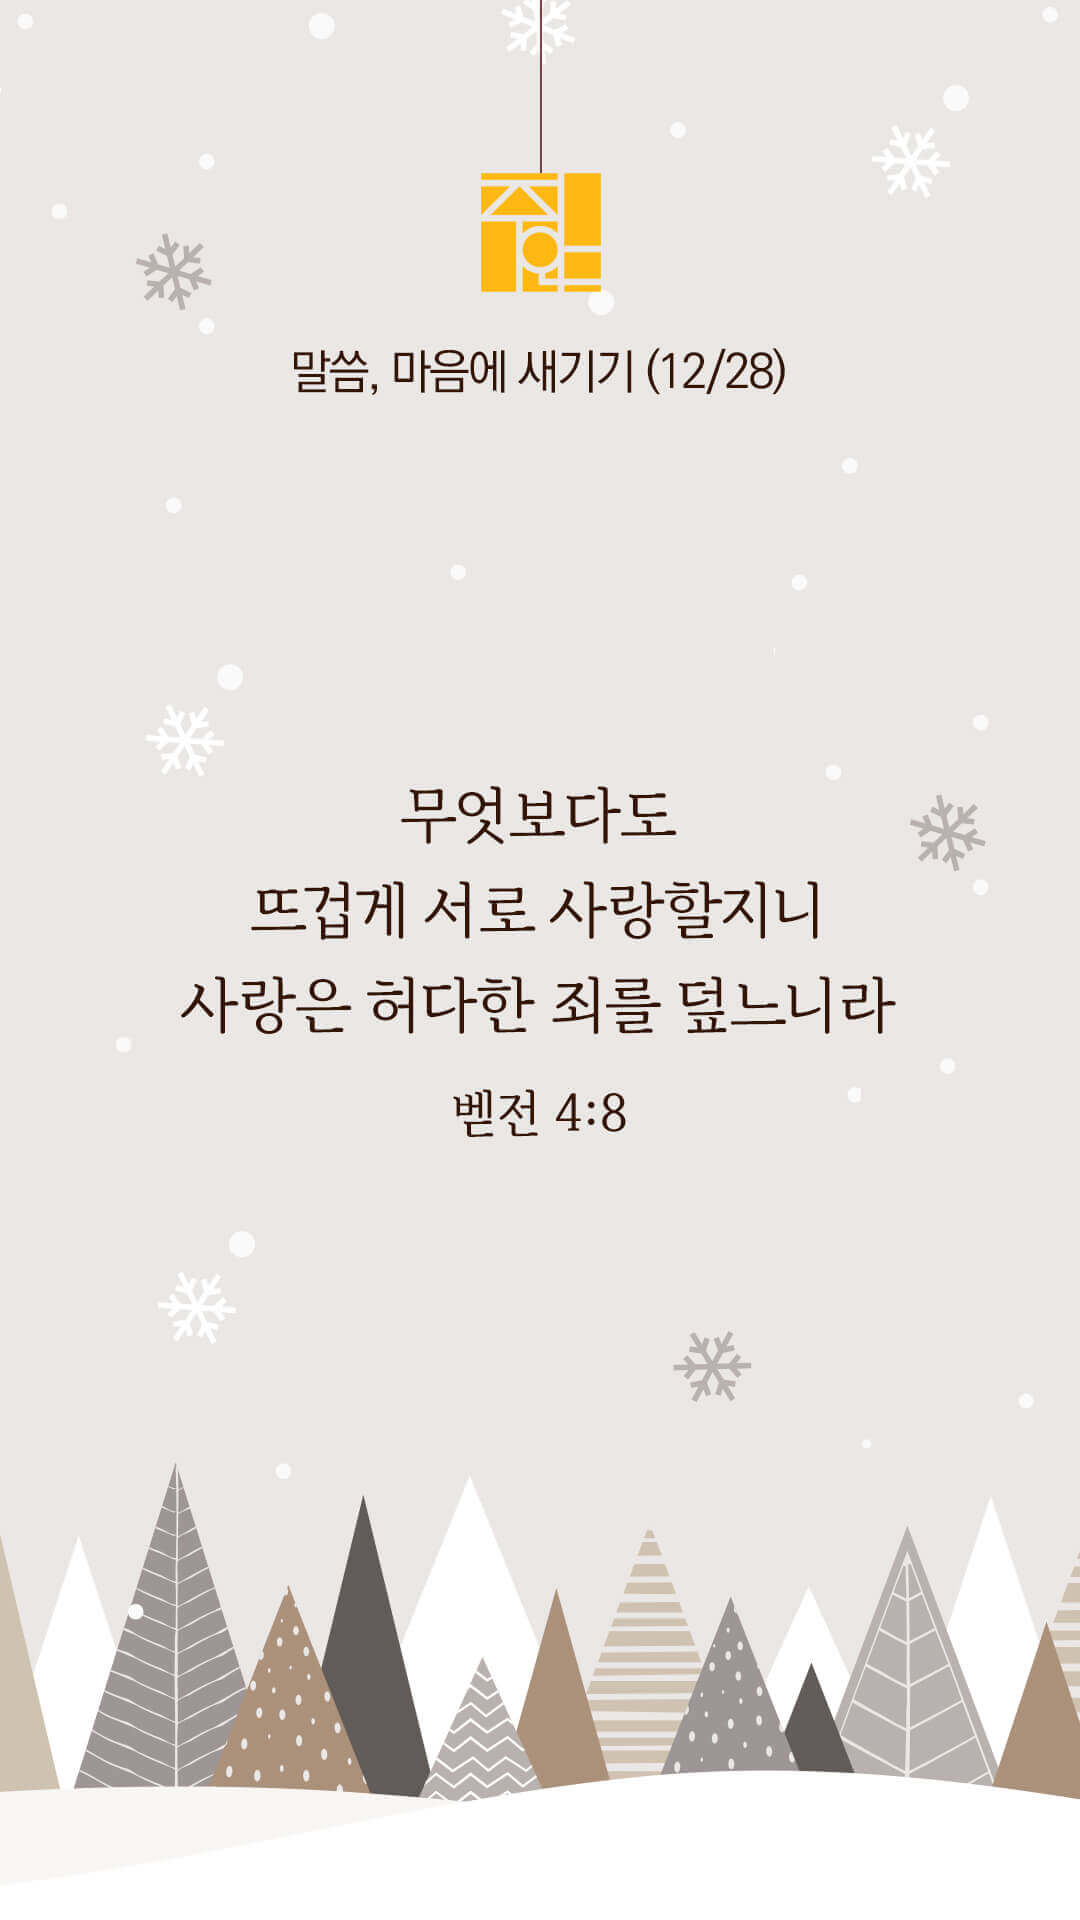 말씀, 마음에 새기기 (12/28)
무엇보다도
뜨겁게 서로 사랑할지니
사랑은 허다한 죄를 덮느니라
벧전 4:8